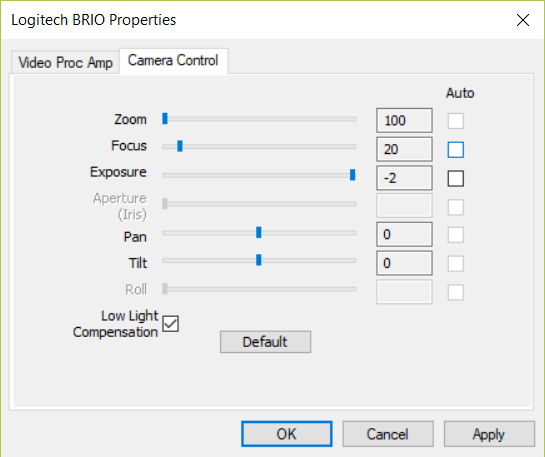 Logitech BRIO Properties
Video Proc Amp
Camera Control
Auto
Zoom
100
Focus
20
Exposure
-2
Aperture
(Iris)
Pan
0
Tilt
0
Roll
Low Light
Compensation
Default
OK
Cancel
Apply